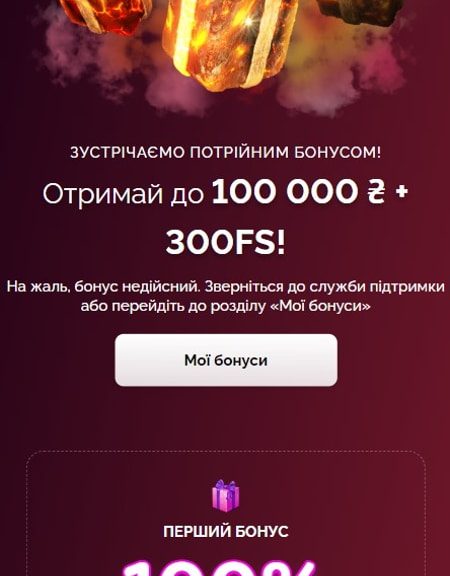 ЗУСТРІЧАЄМО ПОТРІЙНИМ БОНУСОМ!
Отримай до 100 000 ₴ +
300FS!
На жаль, бонус недійсний. Зверніться до служби підтримки
або перейдіть до розділу «Мої бонуси»
Мої бонуси
ПЕРШИЙ БОНУС
100%